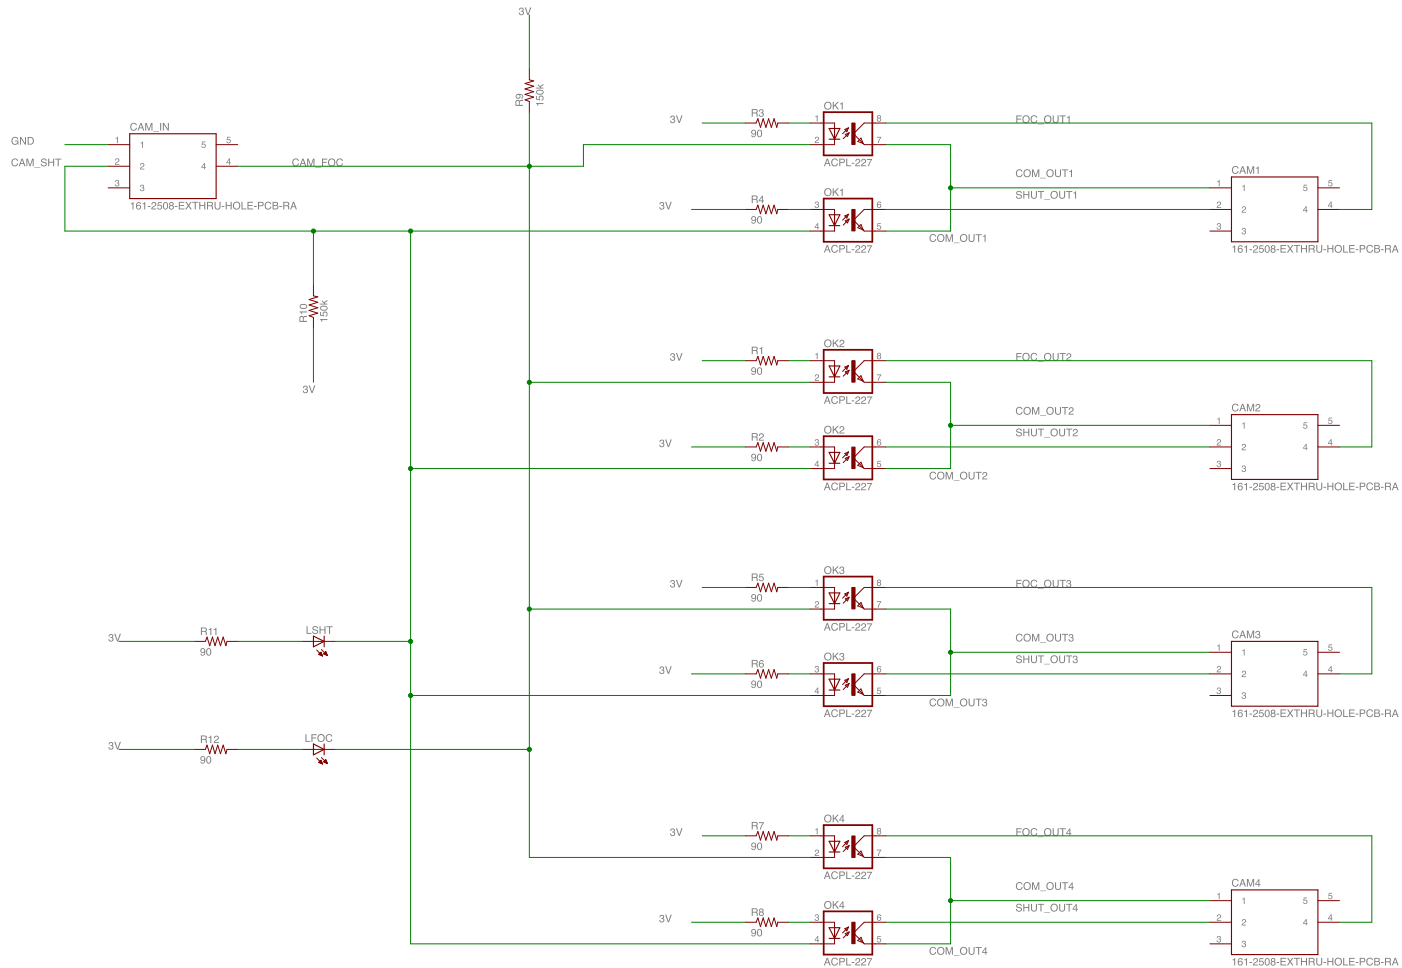 3V
R9
150k
CAM_IN
GND
CAM_SHT
1 1 5 5
2 2 4 4
3 3
CAM_FOC
161-2508-EXTHRU-HOLE-PCB-RA
R10
150k
3V
3V
R3
90
OK1
1 8
2 7
ACPL-227
FOC_OUT1
3V
R4
90
OK1
3 6
4 5
ACPL-227
COM_OUT1
SHUT_OUT1
COM_OUT1
CAM1
1 1 5 5
2 2 4 4
3 3
161-2508-EXTHRU-HOLE-PCB-RA
3V
R1
90
OK2
1 8
2 7
ACPL-227
FOC_OUT2
3V
R2
90
OK2
3 6
4 5
ACPL-227
COM_OUT2
SHUT_OUT2
COM_OUT2
CAM2
1 1 5 5
2 2 4 4
3 3
161-2508-EXTHRU-HOLE-PCB-RA
3V
R11
90
LSHT
3V
R12
90
LFOC
3V
R5
90
OK3
1 8
2 7
ACPL-227
FOC_OUT3
3V
R6
90
OK3
3 6
4 5
ACPL-227
COM_OUT3
SHUT_OUT3
COM_OUT3
CAM3
1 1 5 5
2 2 4 4
3 3
161-2508-EXTHRU-HOLE-PCB-RA
3V
R7
90
OK4
1 8
2 7
ACPL-227
FOC_OUT4
3V
R8
90
OK4
3 6
4 5
ACPL-227
COM_OUT4
SHUT_OUT4
COM_OUT4
CAM4
1 1 5 5
2 2 4 4
3 3
161-2508-EXTHRU-HOLE-PCB-RA